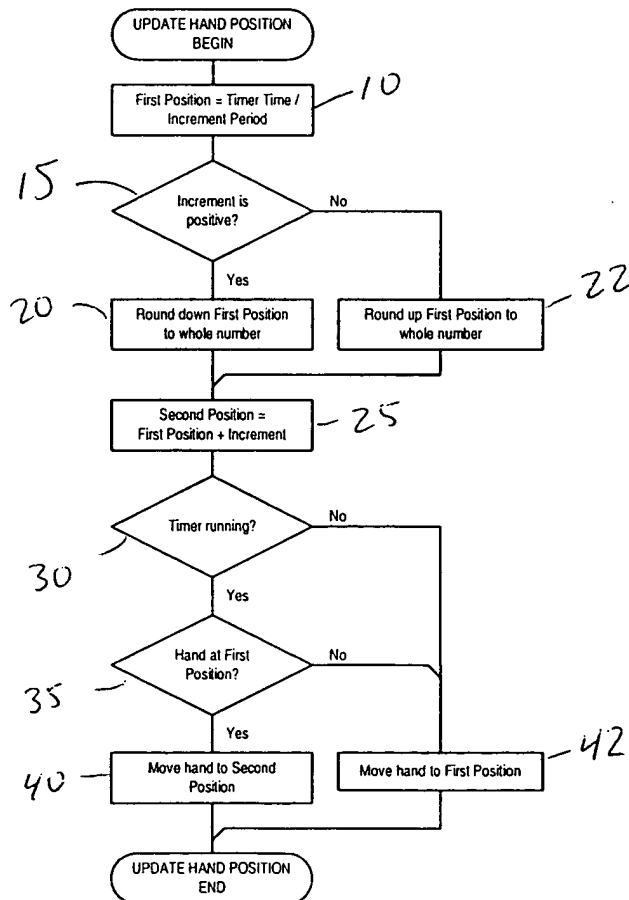 UPDATE HAND POSITION
BEGIN
First Position = Timer Time /
Increment Period
10
15
Increment is
positive?
No
Yes
20
Round down First Position
to whole number
Round up First Position to
whole number
22
Second Position =
First Position + Increment
25
Timer running?
No
30
Yes
Hand at First
Position?
No
35
Yes
40
Move hand to Second
Position
Move hand to First Position
42
UPDATE HAND POSITION
END